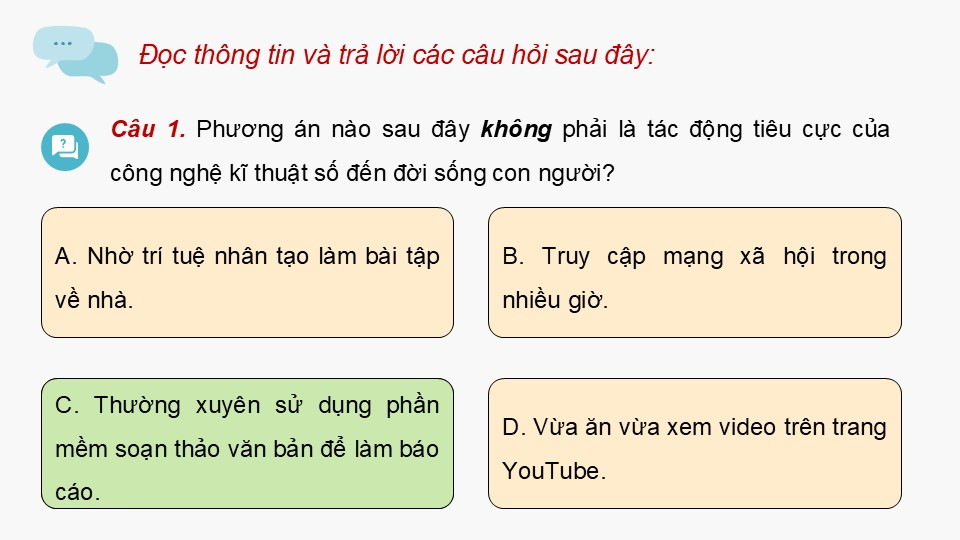 Đọc thông tin và trả lời các câu hỏi sau đây:
Câu 1. Phương án nào sau đây không phải là tác động tiêu cực của
công nghệ kĩ thuật số đến đời sống con người?
A. Nhờ trí tuệ nhân tạo làm bài tập
về nhà.
B. Truy cập mạng xã hội trong
nhiều giờ.
C. Thường xuyên sử dụng phần
mềm soạn thảo văn bản để làm báo
cáo.
D. Vừa ăn vừa xem video trên trang
YouTube.